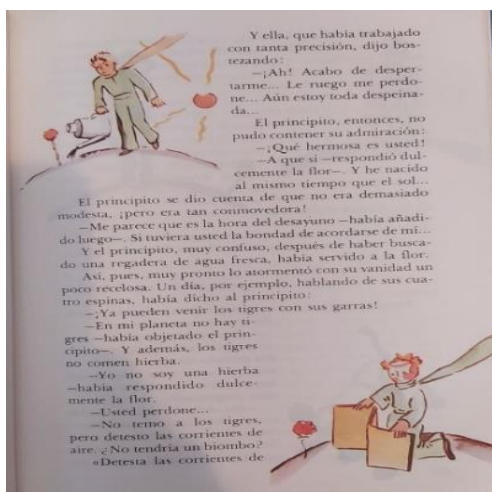 Y ella, que había trabajado
con tanta precisión, dijo bos-
tezando:
—¡Ah! Acabo de desper-
tarme... Le ruego me perdo-
ne... Aún estoy toda despeina-
da...
El principito, entonces, no
pudo contener su admiración:
—¡Qué hermosa es usted!
—A que sí —respondió dul-
cemente la flor—. Y he nacido
al mismo tiempo que el sol...
El principito se dio cuenta de que no era demasiado
modesta, ¡pero era tan conmovedora!
—Me parece que es la hora del desayuno —había añadi-
do luego—. Si tuviera usted la bondad de acordarse de mí...
Y el principito, muy confuso, después de haber busca-
do una regadera de agua fresca, había servido a la flor.
Así, pues, muy pronto lo atormentó con su vanidad un
poco recelosa. Un día, por ejemplo, hablando de sus cua-
tro espinas, había dicho al principito:
—¡Ya pueden venir los tigres con sus garras!
—En mi planeta no hay ti-
gres —había objetado el prin-
cipito—. Y además, los tigres
no comen hierba.
—Yo no soy una hierba
—había respondido dulce-
mente la flor.
—Usted perdone...
—No temo a los tigres,
pero detesto las corrientes de
aire. ¿No tendría un biombo?
«Detesta las corrientes de